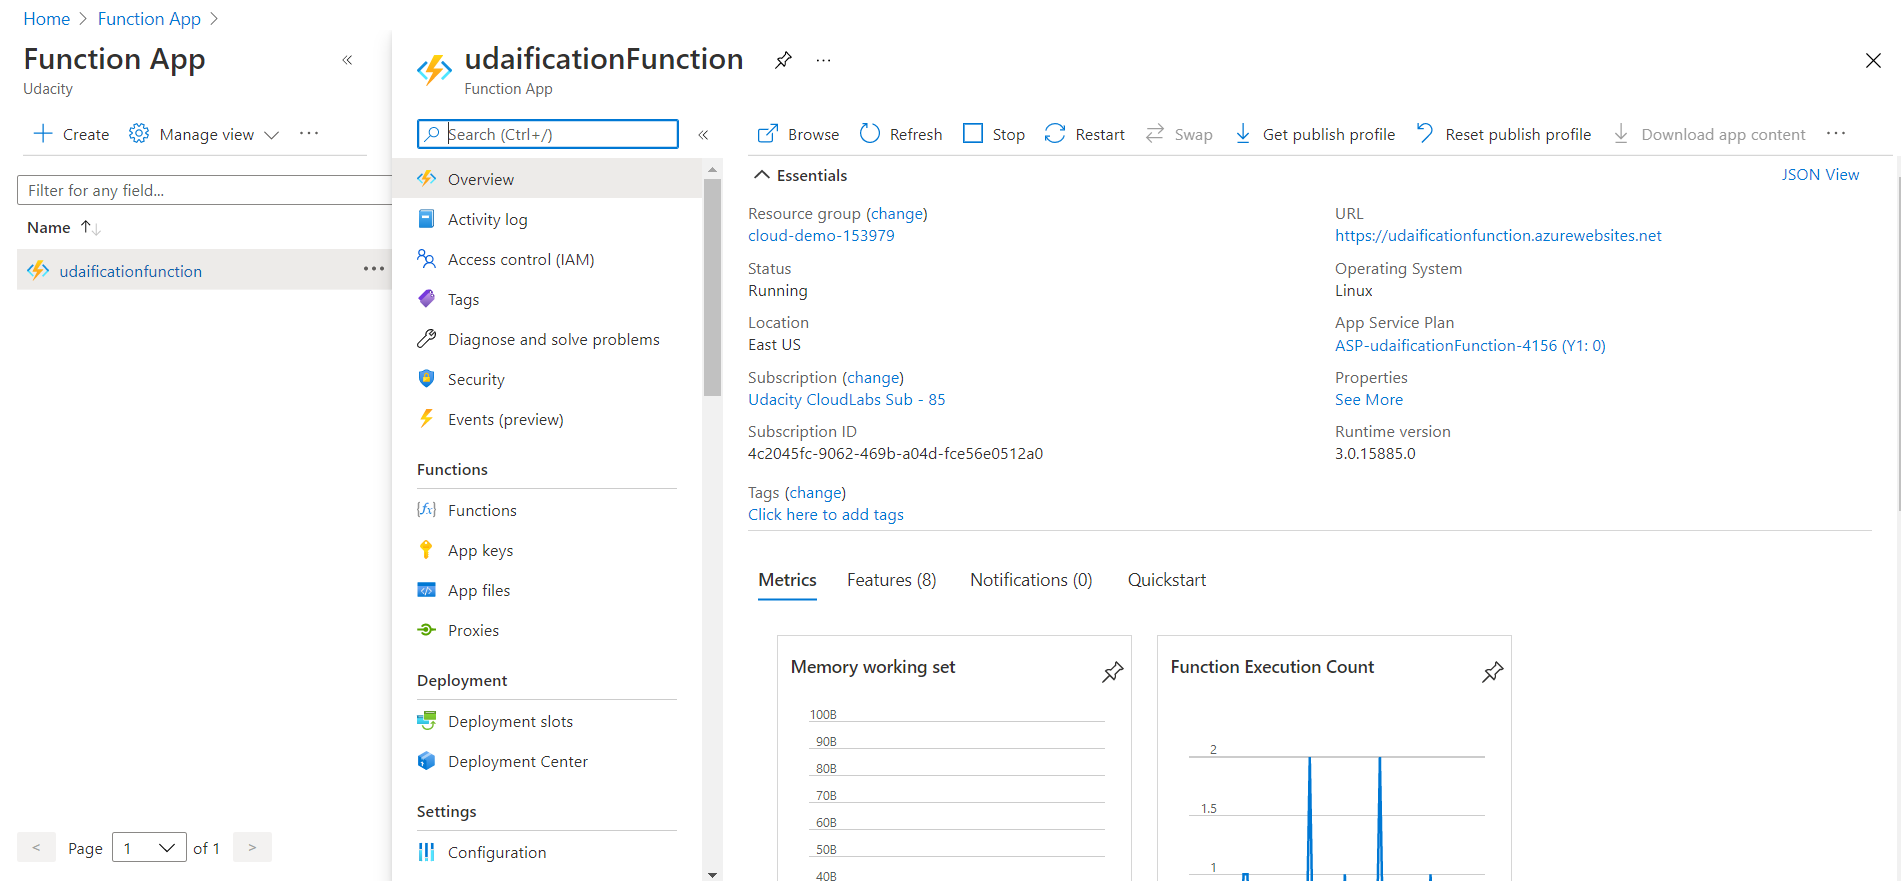 Home > Function App >
Function App
«
Udacity
Create
Manage view
...
Filter for any field...
Name
udaificationfunction
...
< Page 1 of 1 >
udaificationFunction
...
Function App
Search (Ctrl+/)
«
Overview
Activity log
Access control (IAM)
Tags
Diagnose and solve problems
Security
Events (preview)
Functions
Functions
App keys
App files
Proxies
Deployment
Deployment slots
Deployment Center
Settings
Configuration
Browse Refresh Stop Restart Swap Get publish profile Reset publish profile Download app content ...
Essentials
JSON View
Resource group (change)
cloud-demo-153979
Status
Running
Location
East US
Subscription (change)
Udacity CloudLabs Sub - 85
Subscription ID
4c2045fc-9062-469b-a04d-fce56e0512a0
Tags (change)
Click here to add tags
URL
https://udaificationfunction.azurewebsites.net
Operating System
Linux
App Service Plan
ASP-udaificationFunction-4156 (Y1: 0)
Properties
See More
Runtime version
3.0.15885.0
Metrics Features (8) Notifications (0) Quickstart
Memory working set
100B
90B
80B
70B
60B
50B
40B
Function Execution Count
2
1.5
1